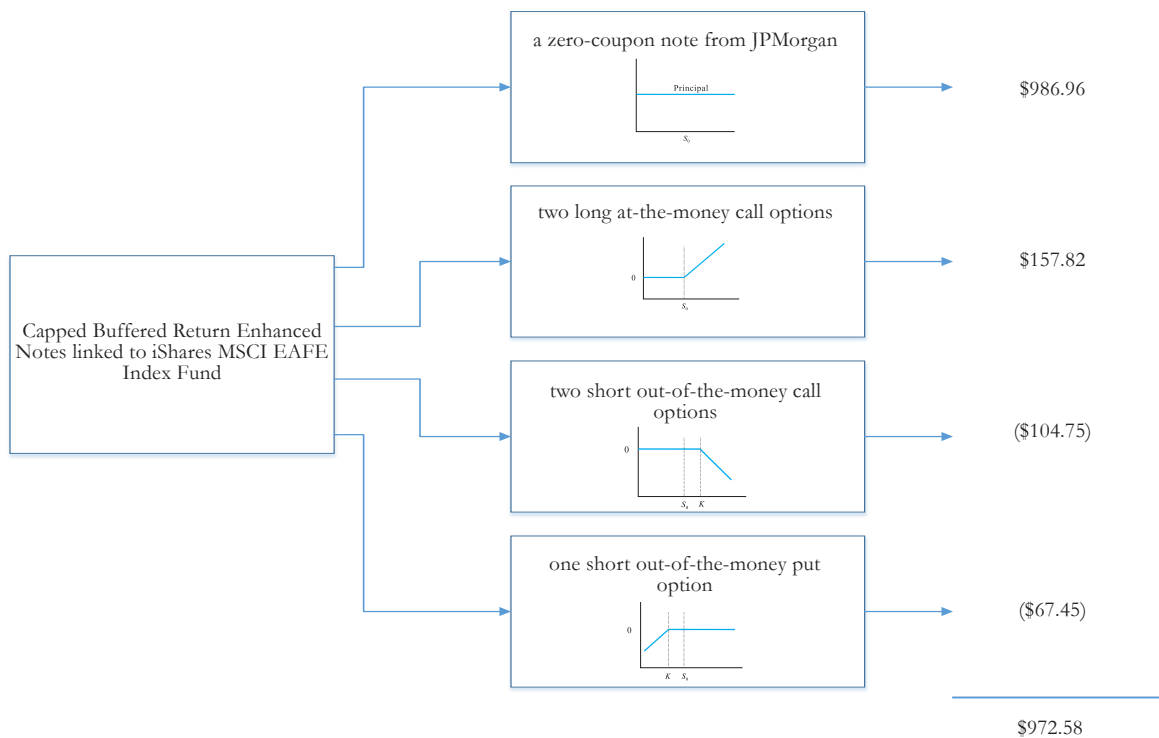 a zero-coupon note from JPMorgan
Principal
S₀
$986.96
two long at-the-money call options
0
S₀
$157.82
Capped Buffered Return Enhanced
Notes linked to iShares MSCI EAFE
Index Fund
two short out-of-the-money call
options
0
S₀ K
($104.75)
one short out-of-the-money put
option
0
K S₀
($67.45)
$972.58